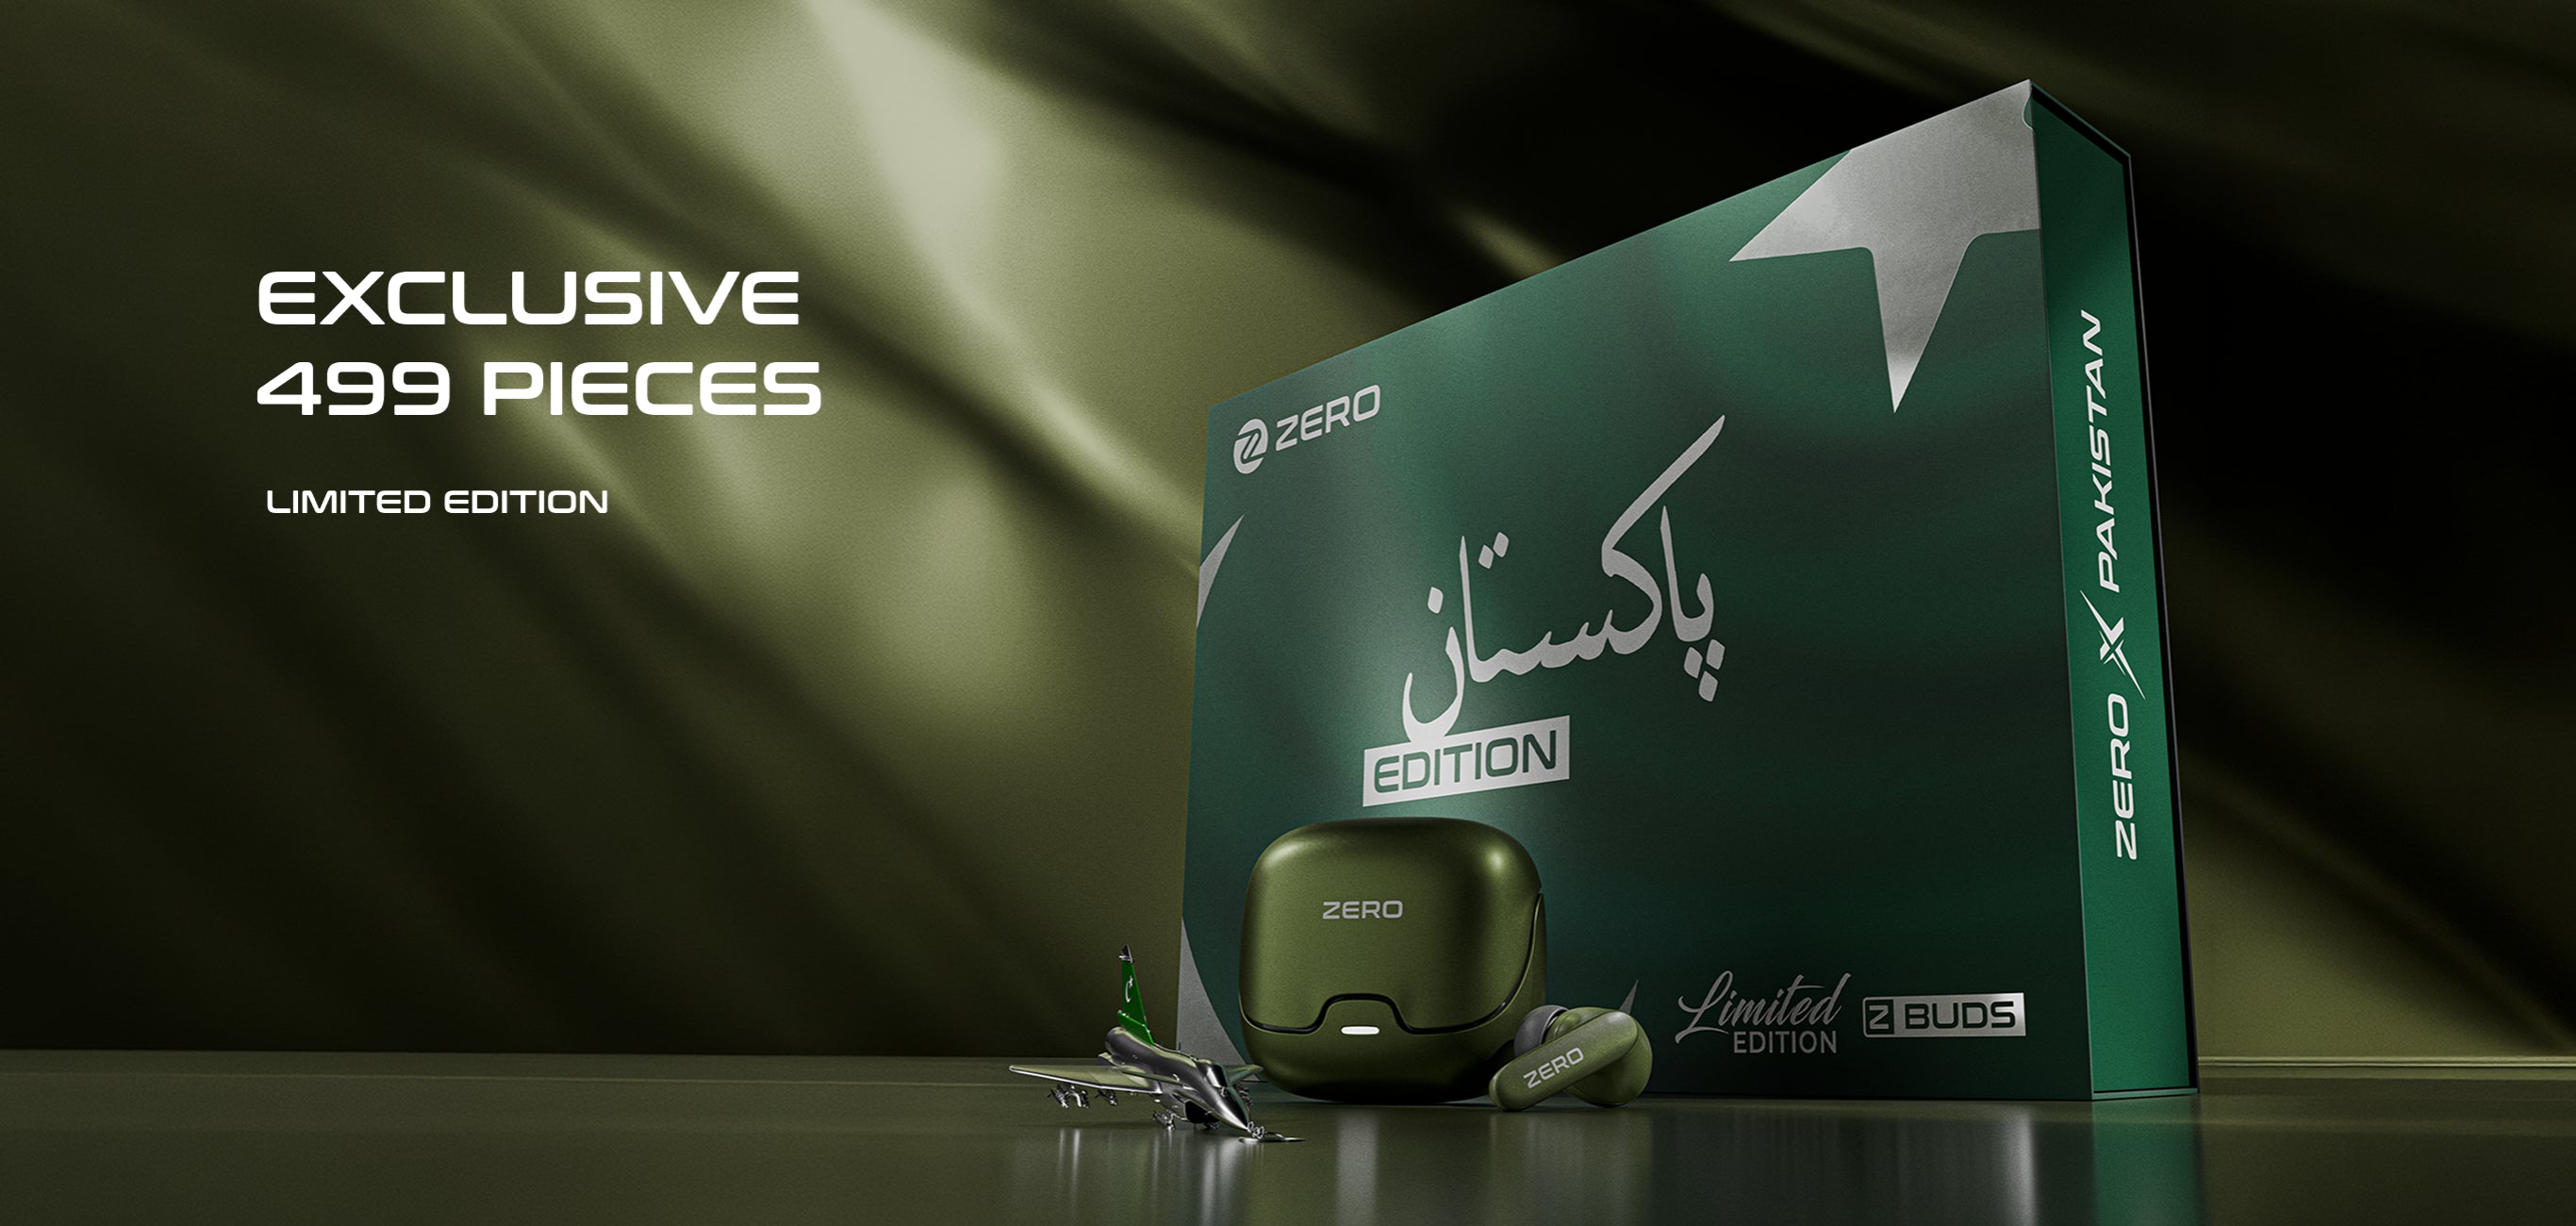 EXCLUSIVE
499 PIECES
LIMITED EDITION
ZERO
پاکستان
EDITION
ZERO X PAKISTAN
ZERO
ZERO
Limited
EDITION
Z BUDS